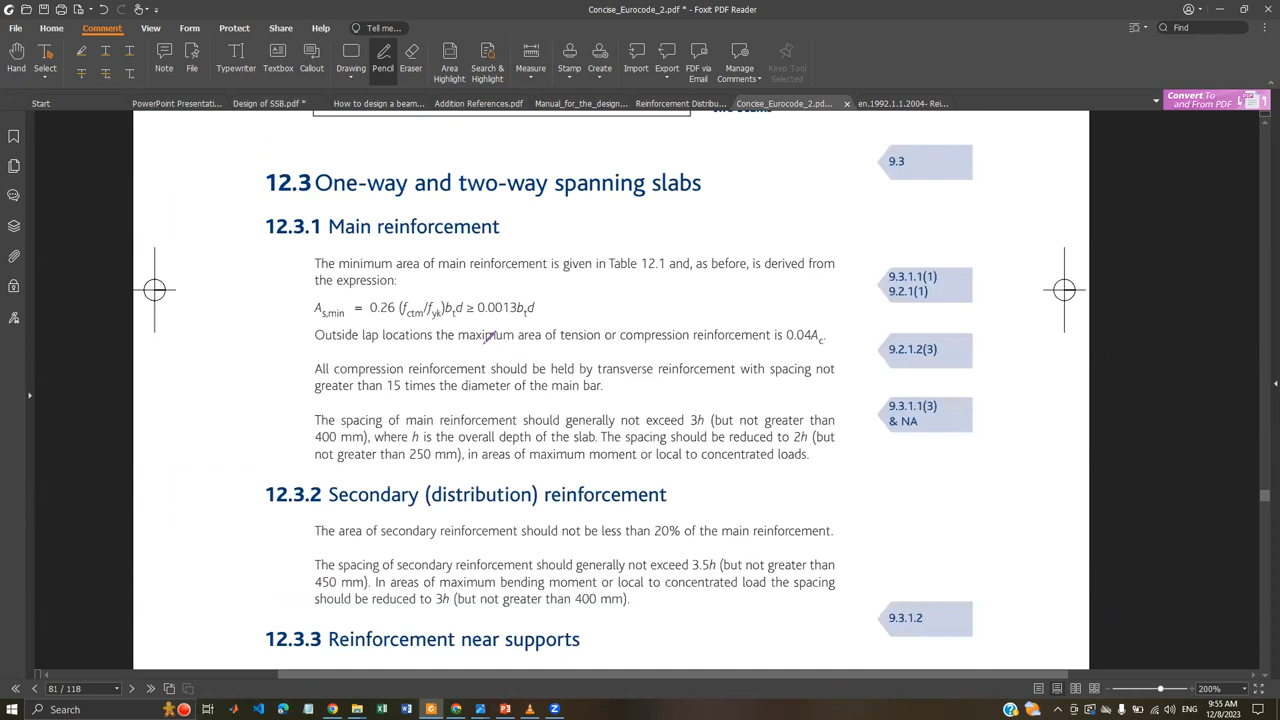 Concise_Eurocode_2.pdf * - Foxit PDF Reader
File Home Comment View Form Protect Share Help Tell me... Find
Hand Select Note File Typewriter Textbox Callout Drawing Pencil Eraser Area Highlight Search & Highlight Measure Stamp Create Import Export FDF via Email Manage Comments Keep Tool Selected
Start PowerPoint Presentati... Design of SSB.pdf * How to design a beam... Addition References.pdf Manual_for_the_design... Reinforcement Distribu... Concise_Eurocode_2.pd... en.1992.1.1.2004- Rei... Convert To and From PDF
12.3 One-way and two-way spanning slabs
9.3
12.3.1 Main reinforcement
The minimum area of main reinforcement is given in Table 12.1 and, as before, is derived from
the expression:
9.3.1.1(1)
9.2.1(1)
As,min = 0.26 (fctm/fyk)btd ≥ 0.0013btd
Outside lap locations the maximum area of tension or compression reinforcement is 0.04Ac.
9.2.1.2(3)
All compression reinforcement should be held by transverse reinforcement with spacing not
greater than 15 times the diameter of the main bar.
9.3.1.1(3)
& NA
The spacing of main reinforcement should generally not exceed 3h (but not greater than
400 mm), where h is the overall depth of the slab. The spacing should be reduced to 2h (but
not greater than 250 mm), in areas of maximum moment or local to concentrated loads.
12.3.2 Secondary (distribution) reinforcement
The area of secondary reinforcement should not be less than 20% of the main reinforcement.
The spacing of secondary reinforcement should generally not exceed 3.5h (but not greater than
450 mm). In areas of maximum bending moment or local to concentrated load the spacing
should be reduced to 3h (but not greater than 400 mm).
9.3.1.2
12.3.3 Reinforcement near supports
81 / 118 200%
Search 9:55 AM
12/8/2023